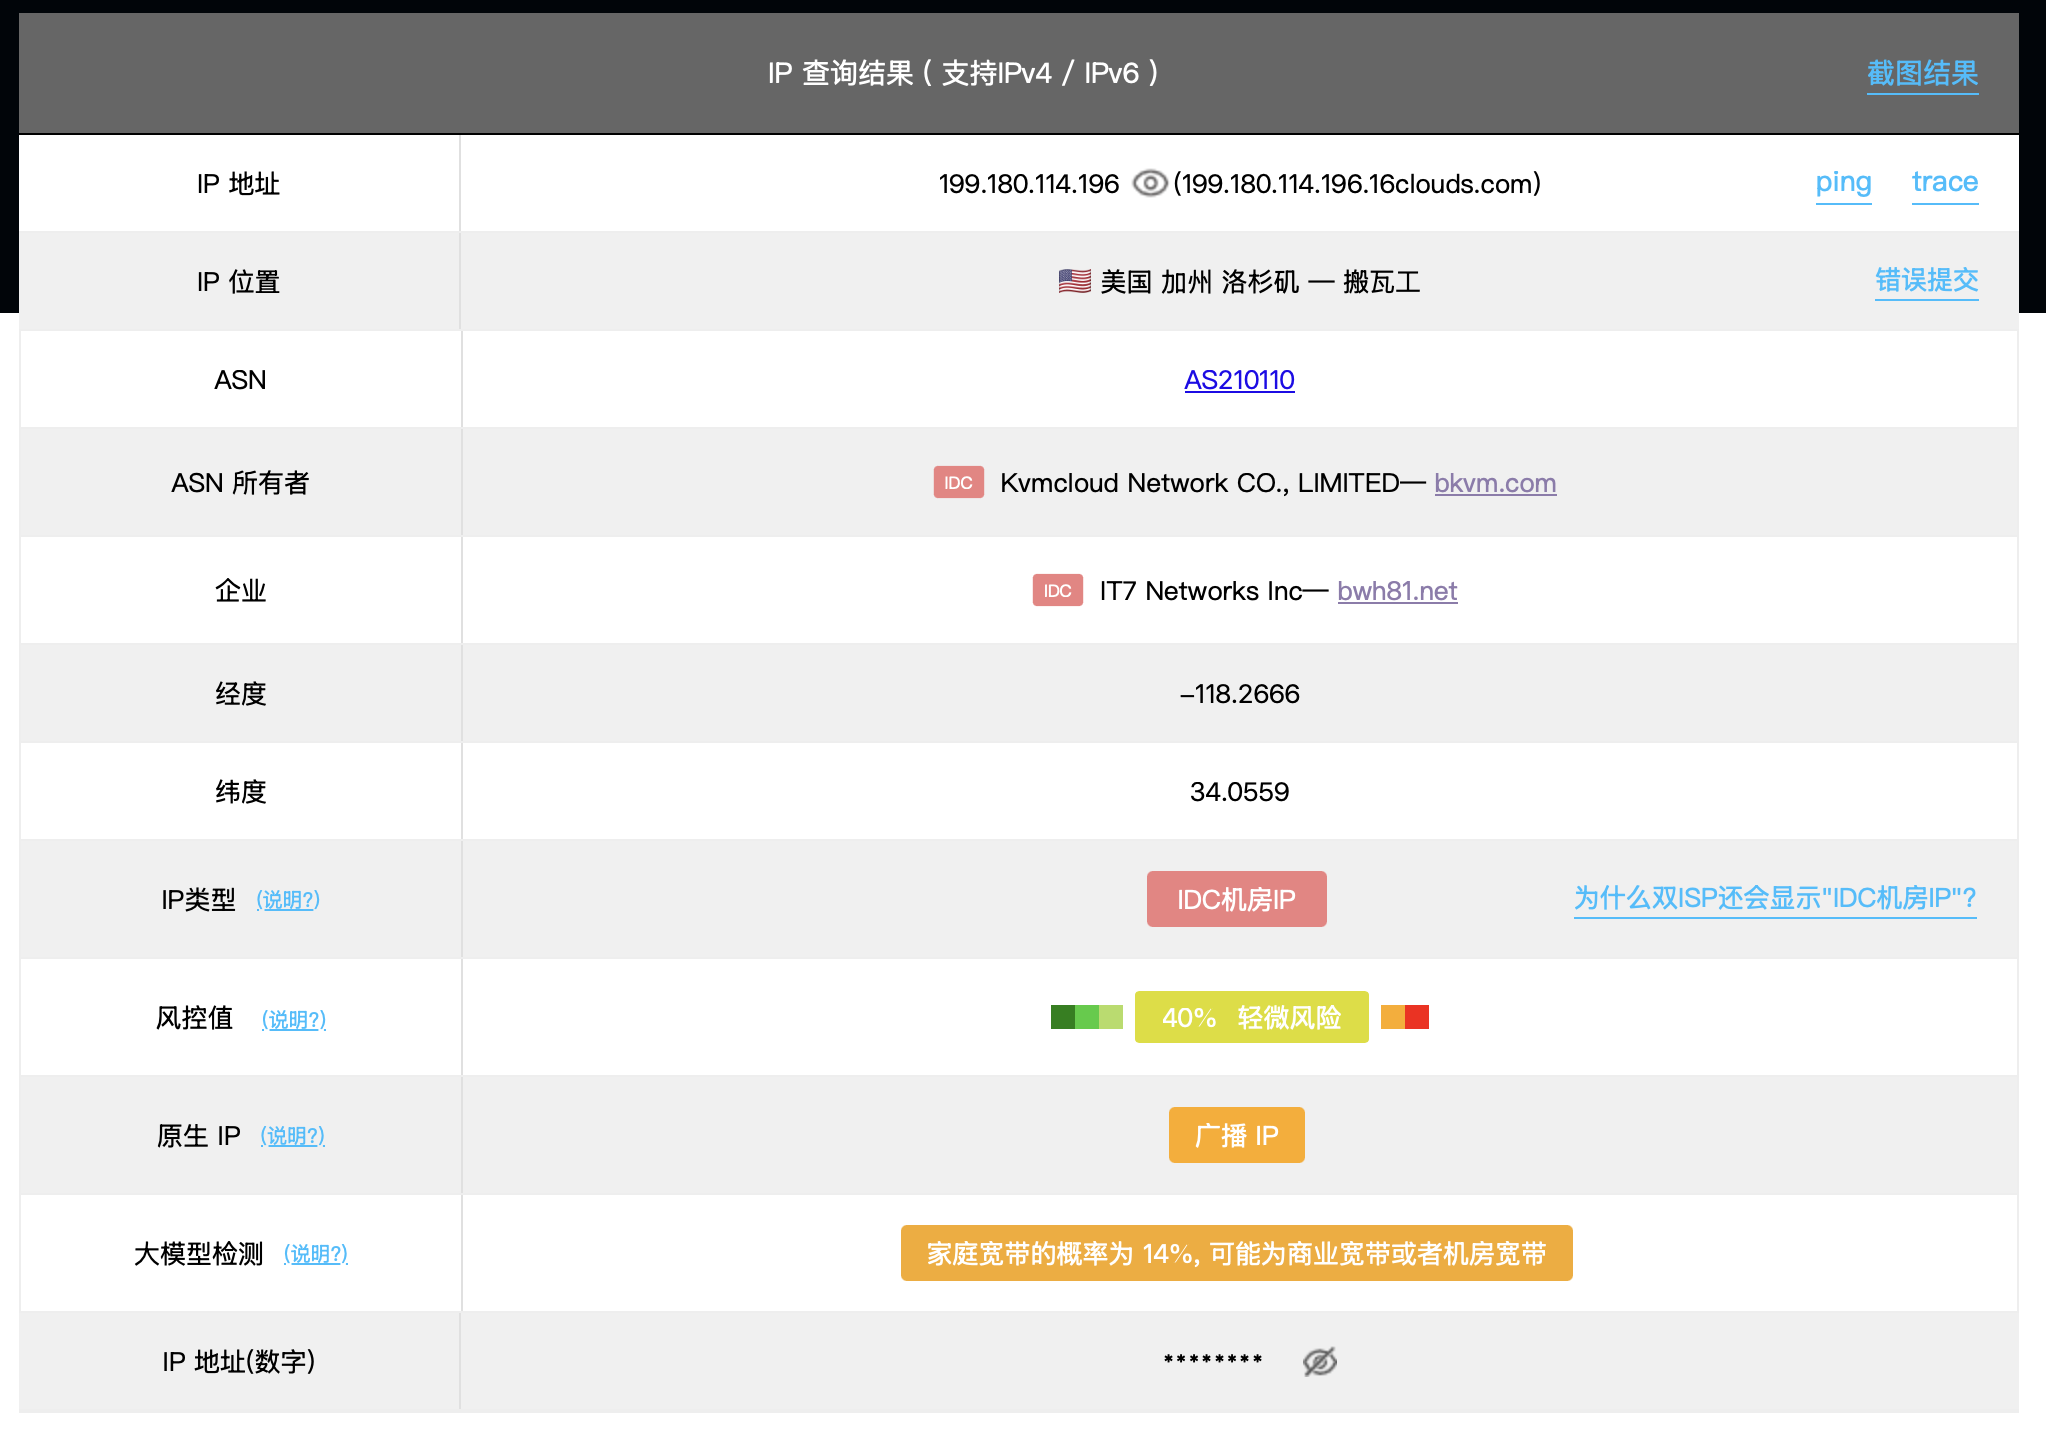 IP 查询结果 ( 支持IPv4 / IPv6 )
截图结果
IP 地址
199.180.114.196 (199.180.114.196.16clouds.com)
ping trace
IP 位置
美国 加州 洛杉矶 — 搬瓦工
错误提交
ASN
AS210110
ASN 所有者
IDC Kvmcloud Network CO., LIMITED— bkvm.com
企业
IDC IT7 Networks Inc— bwh81.net
经度
-118.2666
纬度
34.0559
IP类型 (说明?)
IDC机房IP
为什么双ISP还会显示"IDC机房IP"?
风控值 (说明?)
40% 轻微风险
原生 IP (说明?)
广播 IP
大模型检测 (说明?)
家庭宽带的概率为 14%, 可能为商业宽带或者机房宽带
IP 地址(数字)
********